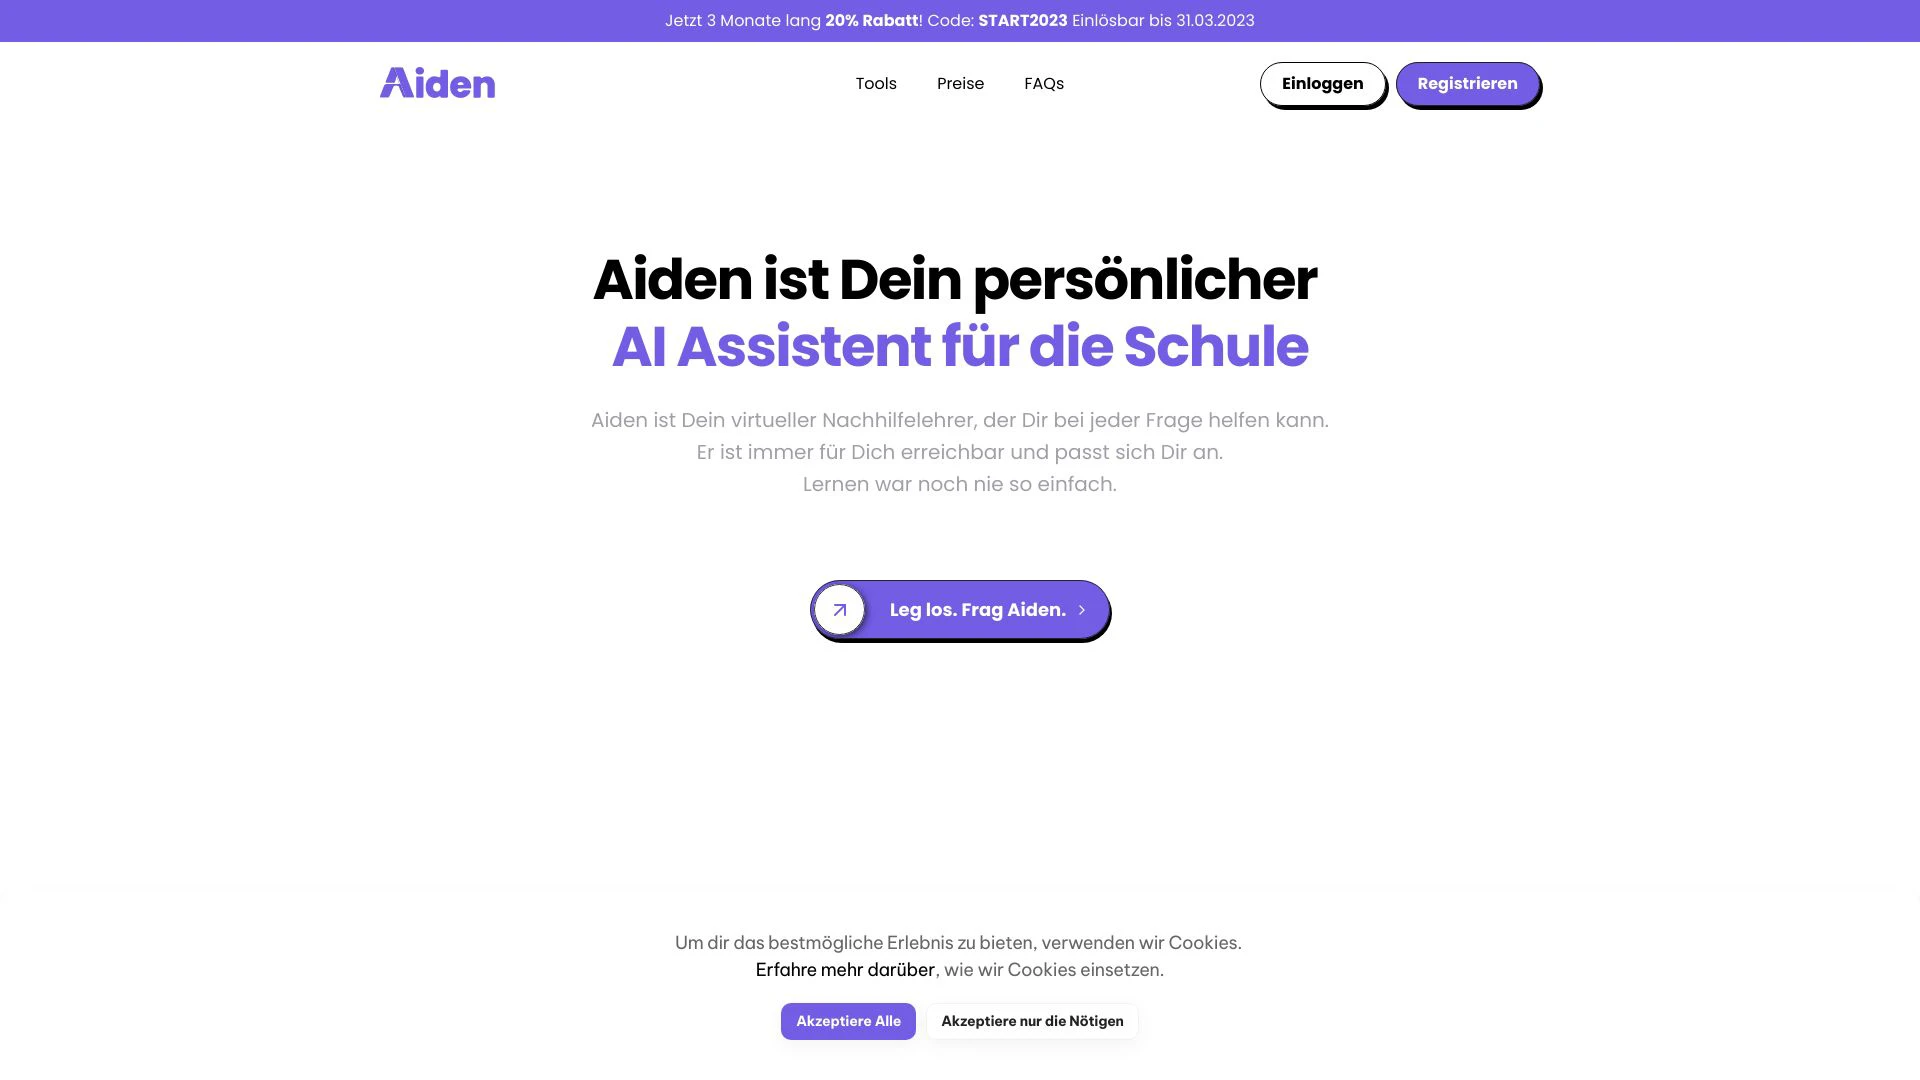 Jetzt 3 Monate lang 20% Rabatt! Code: START2023 Einlösbar bis 31.03.2023
Aiden
Tools
Preise
FAQs
Einloggen
Registrieren
Aiden ist Dein persönlicher
AI Assistent für die Schule
Aiden ist Dein virtueller Nachhilfelehrer, der Dir bei jeder Frage helfen kann.
Er ist immer für Dich erreichbar und passt sich Dir an.
Lernen war noch nie so einfach.
Leg los. Frag Aiden.
Um dir das bestmögliche Erlebnis zu bieten, verwenden wir Cookies.
Erfahre mehr darüber, wie wir Cookies einsetzen.
Akzeptiere Alle
Akzeptiere nur die Nötigen